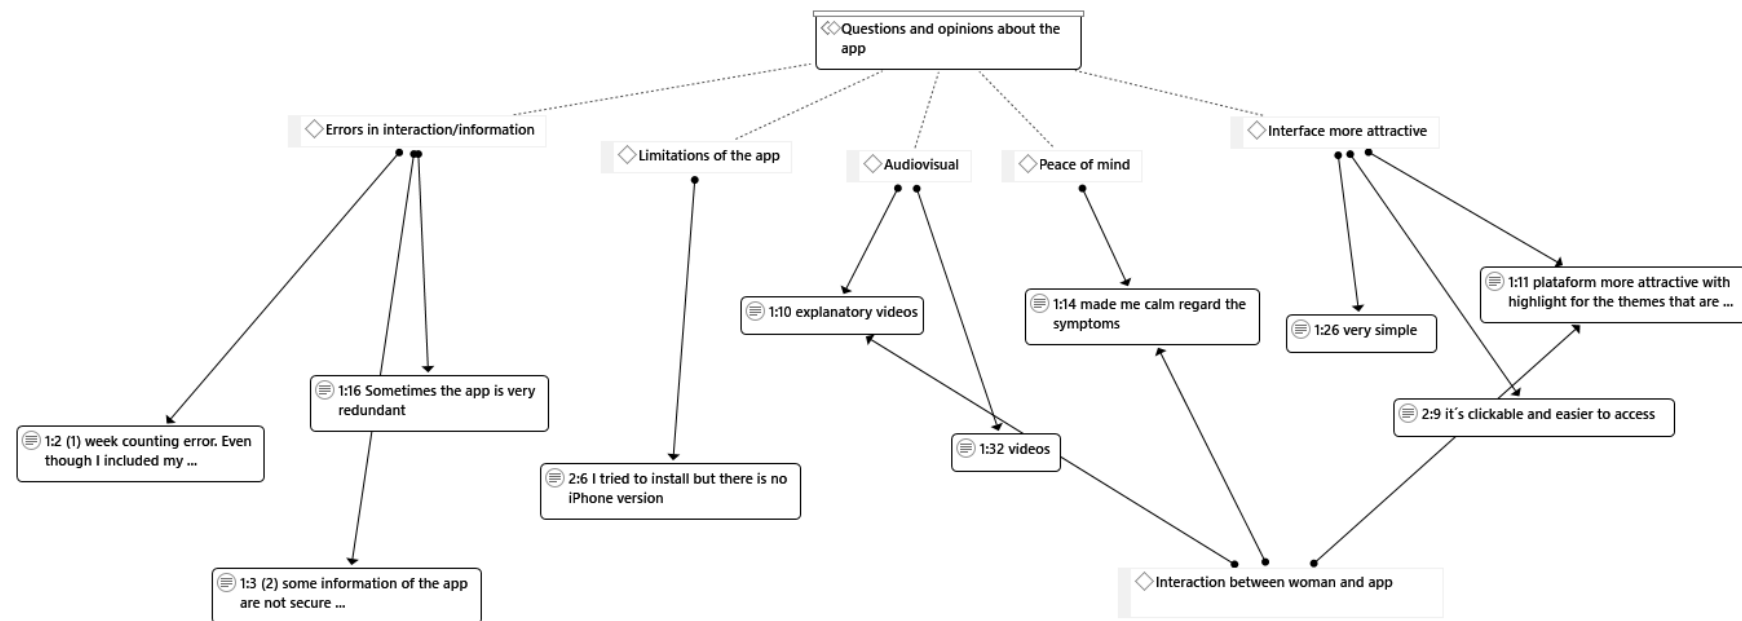 Questions and opinions about the
app
Errors in interaction/information
Limitations of the app
Audiovisual
Peace of mind
Interface more attractive
1:10 explanatory videos
1:14 made me calm regard the
symptoms
1:26 very simple
1:11 plataform more attractive with
highlight for the themes that are ...
1:16 Sometimes the app is very
redundant
2:9 it´s clickable and easier to access
1:2 (1) week counting error. Even
though I included my ...
1:32 videos
2:6 I tried to install but there is no
iPhone version
1:3 (2) some information of the app
are not secure ...
Interaction between woman and app